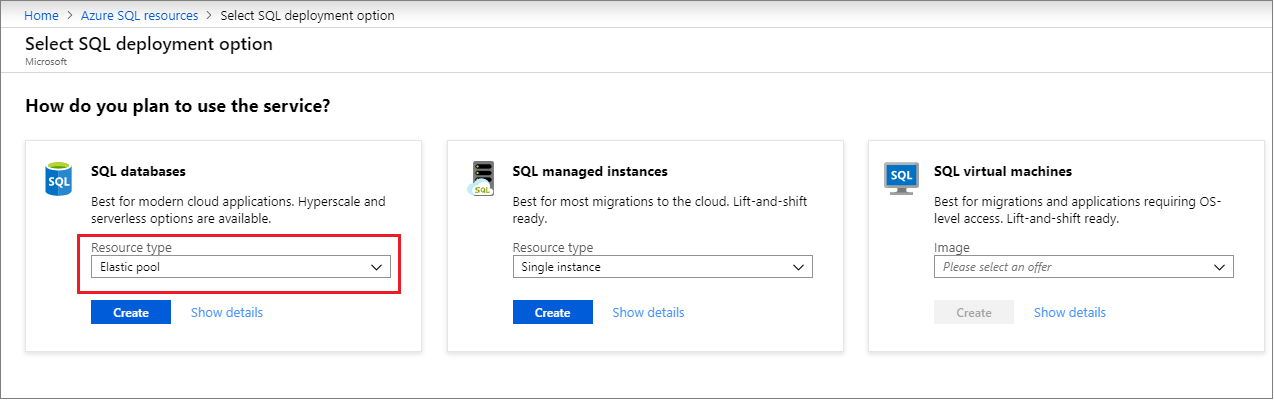 Home > Azure SQL resources > Select SQL deployment option
Select SQL deployment option
Microsoft
How do you plan to use the service?
SQL
SQL databases
Best for modern cloud applications. Hyperscale and
serverless options are available.
Resource type
Elastic pool
Create
Show details
SQL
SQL managed instances
Best for most migrations to the cloud. Lift-and-shift
ready.
Resource type
Single instance
Create
Show details
SQL
SQL virtual machines
Best for migrations and applications requiring OS-
level access. Lift-and-shift ready.
Image
Please select an offer
Create
Show details